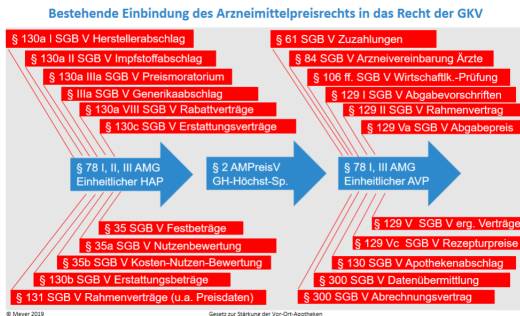 Bestehende Einbindung des Arzneimittelpreisrechts in das Recht der GKV
§ 130a I SGB V Herstellerabschlag
§ 130a II SGB V Impfstoffabschlag
§ 130a IIIa SGB V Preismoratorium
§ IIIa SGB V Generikaabschlag
§ 130a VIII SGB V Rabattverträge
§ 130c SGB V Erstattungsverträge
§ 61 SGB V Zuzahlungen
§ 84 SGB V Arzneivereinbarung Ärzte
§ 106 ff. SGB V Wirtschaftlk.-Prüfung
§ 129 I SGB V Abgabevorschriften
§ 129 II SGB V Rahmenvertrag
§ 129 Va SGB V Abgabepreis
§ 78 I, II, III AMG
Einheitlicher HAP
§ 2 AMPreisV
GH-Höchst-Sp.
§ 78 I, III AMG
Einheitlicher AVP
§ 35 SGB V Festbeträge
§ 35a SGB V Nutzenbewertung
§ 35b SGB V Kosten-Nutzen-Bewertung
§ 130b SGB V Erstattungsbeträge
§ 131 SGB V Rahmenverträge (u.a. Preisdaten)
§ 129 V SGB V erg. Verträge
§ 129 Vc SGB V Rezepturpreise
§ 130 SGB V Apothekenabschlag
§ 300 SGB V Datenübermittlung
§ 300 SGB V Abrechnungsvertrag
© Meyer 2019
Gesetz zur Stärkung der Vor-Ort-Apotheken